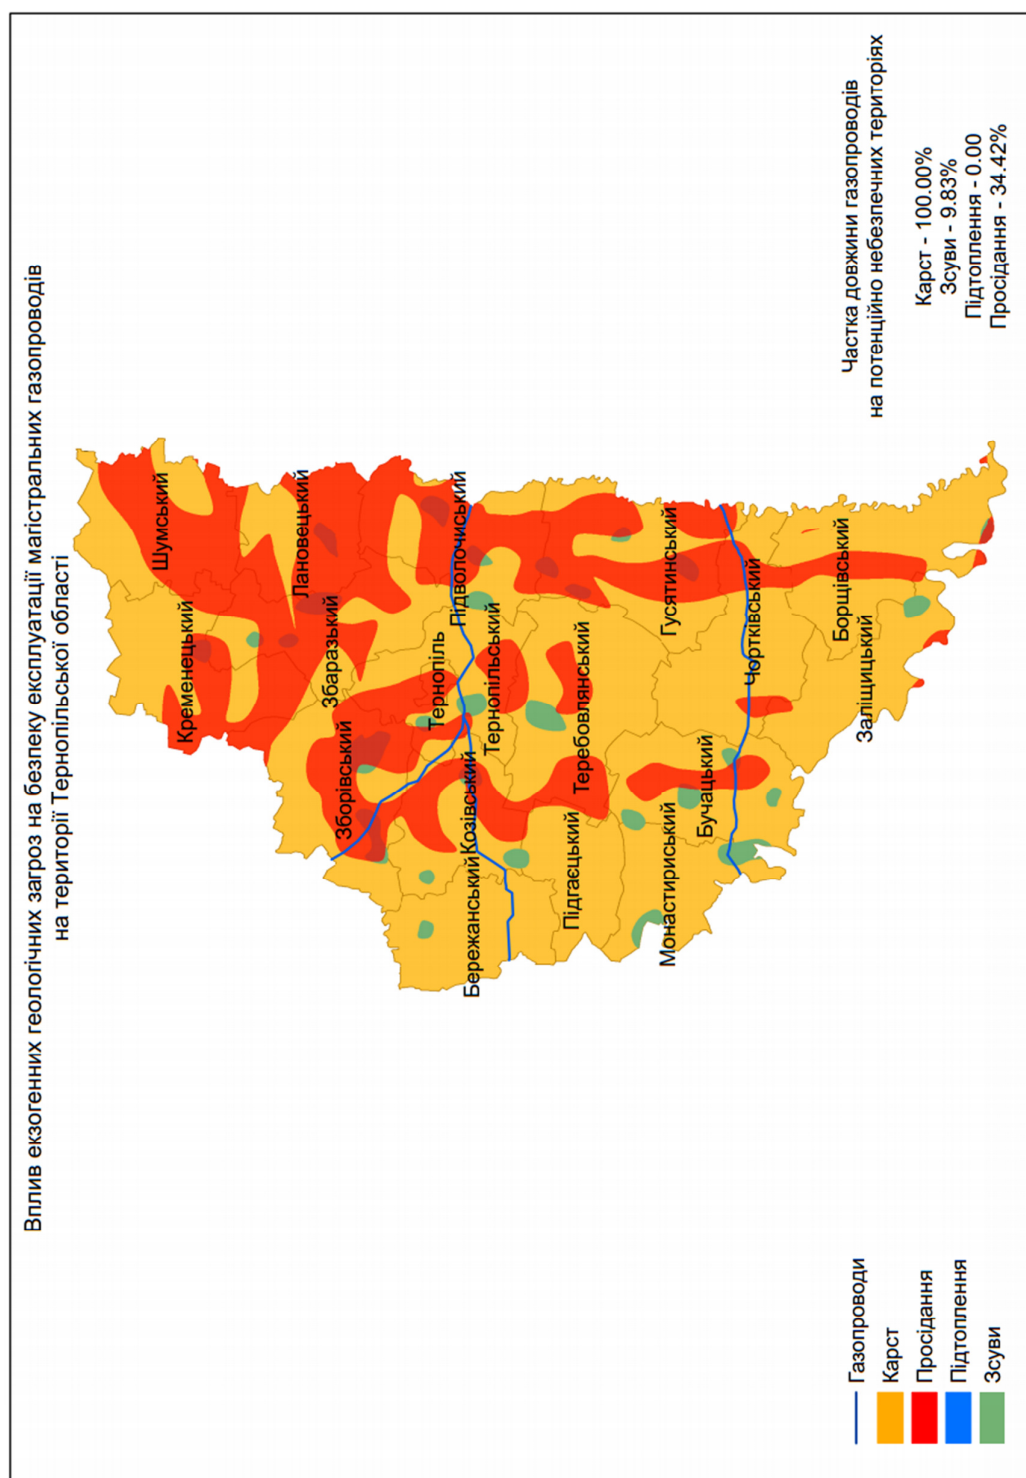 Вплив екзогенних геологічних загроз на безпеку експлуатації магістральних газопроводів
на території Тернопільської області
Шумський
Кременецький
Лановецький
Збаразький
Зборівський
Підволочиський
Тернопіль
Тернопільський
Козівський
Бережанський
Теребовлянський
Підгаєцький
Гусятинський
Монастириський
Бучацький
Чортківський
Борщівський
Заліщицький
Частка довжини газопроводів
на потенційно небезпечних територіях
Карст - 100.00%
Зсуви - 9.83%
Підтоплення - 0.00
Просідання - 34.42%
Газопроводи
Карст
Просідання
Підтоплення
Зсуви